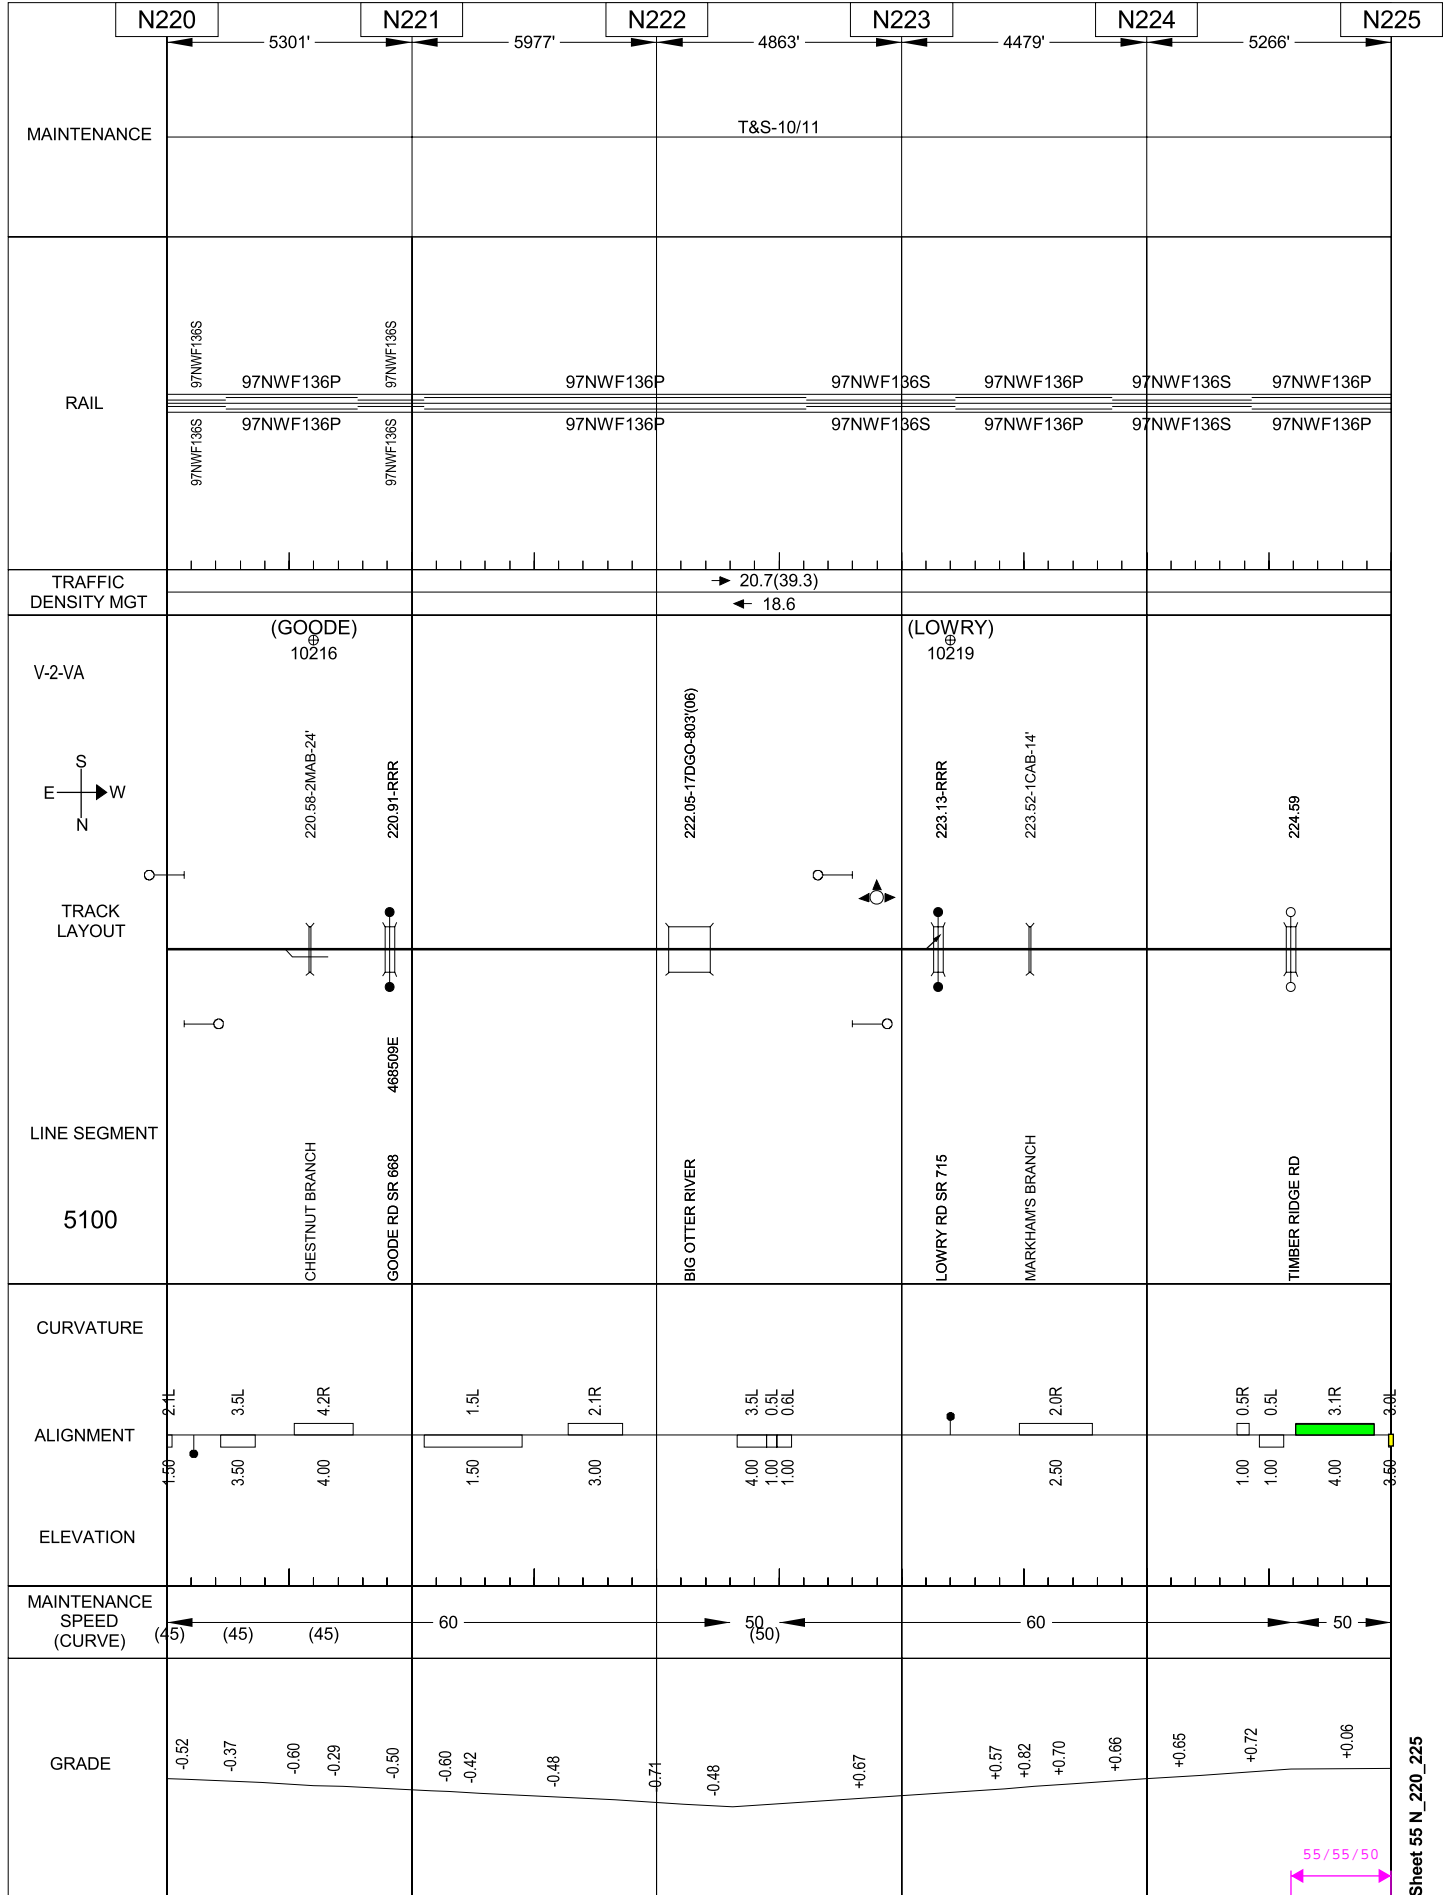 N220 N221 N222 N223 N224 N225
5301' 5977' 4863' 4479' 5266'
MAINTENANCE
T&S-10/11
97NWF136S 97NWF136S
97NWF136P 97NWF136P 97NWF136S 97NWF136P 97NWF136S 97NWF136P
RAIL
97NWF136P 97NWF136P 97NWF136S 97NWF136P 97NWF136S 97NWF136P
97NWF136S 97NWF136S
TRAFFIC
DENSITY MGT
20.7(39.3)
18.6
(GOODE) (LOWRY)
10216 10219
V-2-VA
S
E W
N
220.58-2MAB-24'
220.91-RRR
222.05-17DGO-803'(06)
223.13-RRR
223.52-1CAB-14'
224.59
TRACK
LAYOUT
468509E
LINE SEGMENT
5100
CHESTNUT BRANCH
GOODE RD SR 668
BIG OTTER RIVER
LOWRY RD SR 715
MARKHAM'S BRANCH
TIMBER RIDGE RD
CURVATURE
2.1L 3.5L 4.2R 1.5L 2.1R 3.5L 0.5L 0.6L 2.0R 0.5R 0.5L 3.1R 3.0L
ALIGNMENT
1.50 3.50 4.00 1.50 3.00 4.00 1.00 1.00 2.50 1.00 1.00 4.00 3.50
ELEVATION
MAINTENANCE
SPEED
(CURVE)
60 50 60 50
(45) (45) (45) (50)
GRADE
-0.52 -0.37 -0.60 -0.29 -0.50 -0.60 -0.42 -0.48 -0.71 -0.48 +0.67 +0.57 +0.82 +0.70 +0.66 +0.65 +0.72 +0.06
55/55/50
Sheet 55 N_220_225